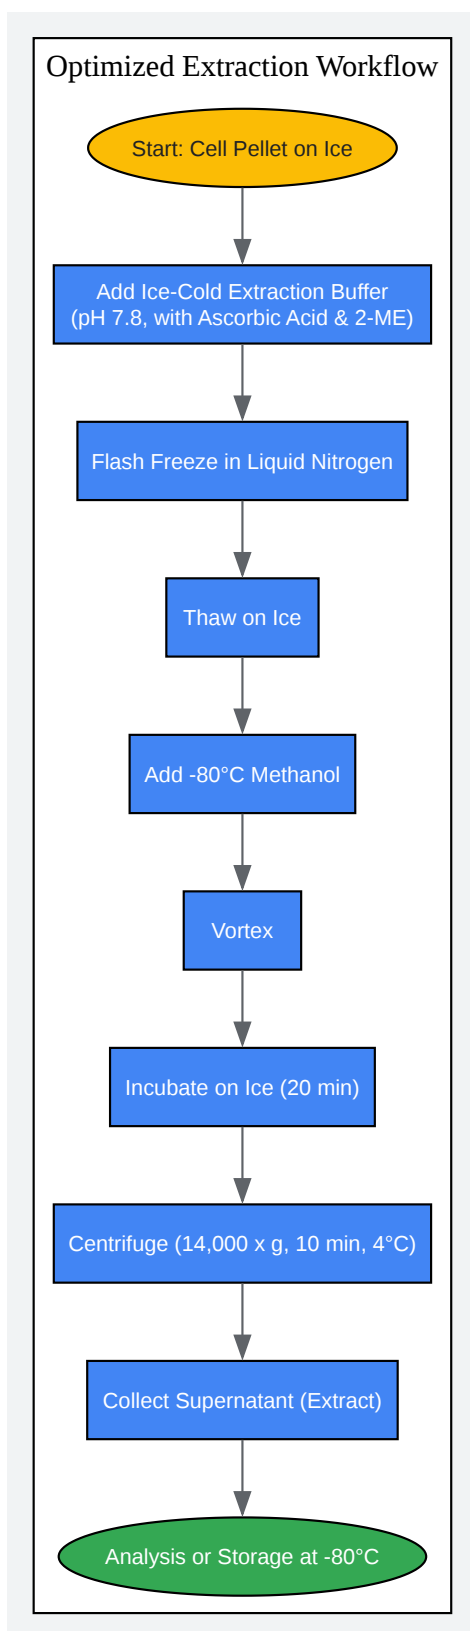 Optimized Extraction Workflow
Start: Cell Pellet on Ice
Add Ice-Cold Extraction Buffer
(pH 7.8, with Ascorbic Acid & 2-ME)
Flash Freeze in Liquid Nitrogen
Thaw on Ice
Add -80°C Methanol
Vortex
Incubate on Ice (20 min)
Centrifuge (14,000 x g, 10 min, 4°C)
Collect Supernatant (Extract)
Analysis or Storage at -80°C